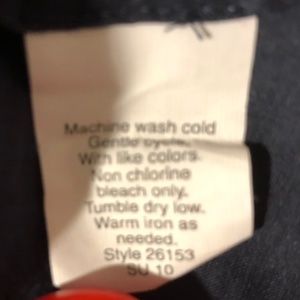 Machine wash cold
Gentle cycle.
With like colors.
Non chlorine
bleach only.
Tumble dry low.
Warm iron as
needed.
Style 26153
SU 10